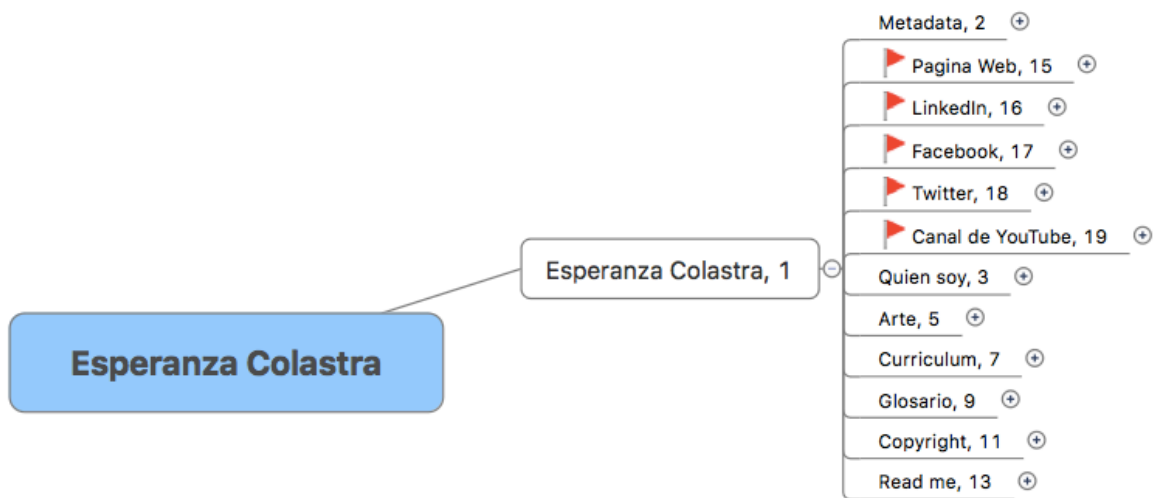 Metadata, 2
Pagina Web, 15
LinkedIn, 16
Facebook, 17
Twitter, 18
Canal de YouTube, 19
Esperanza Colastra, 1
Quien soy, 3
Arte, 5
Esperanza Colastra
Curriculum, 7
Glosario, 9
Copyright, 11
Read me, 13